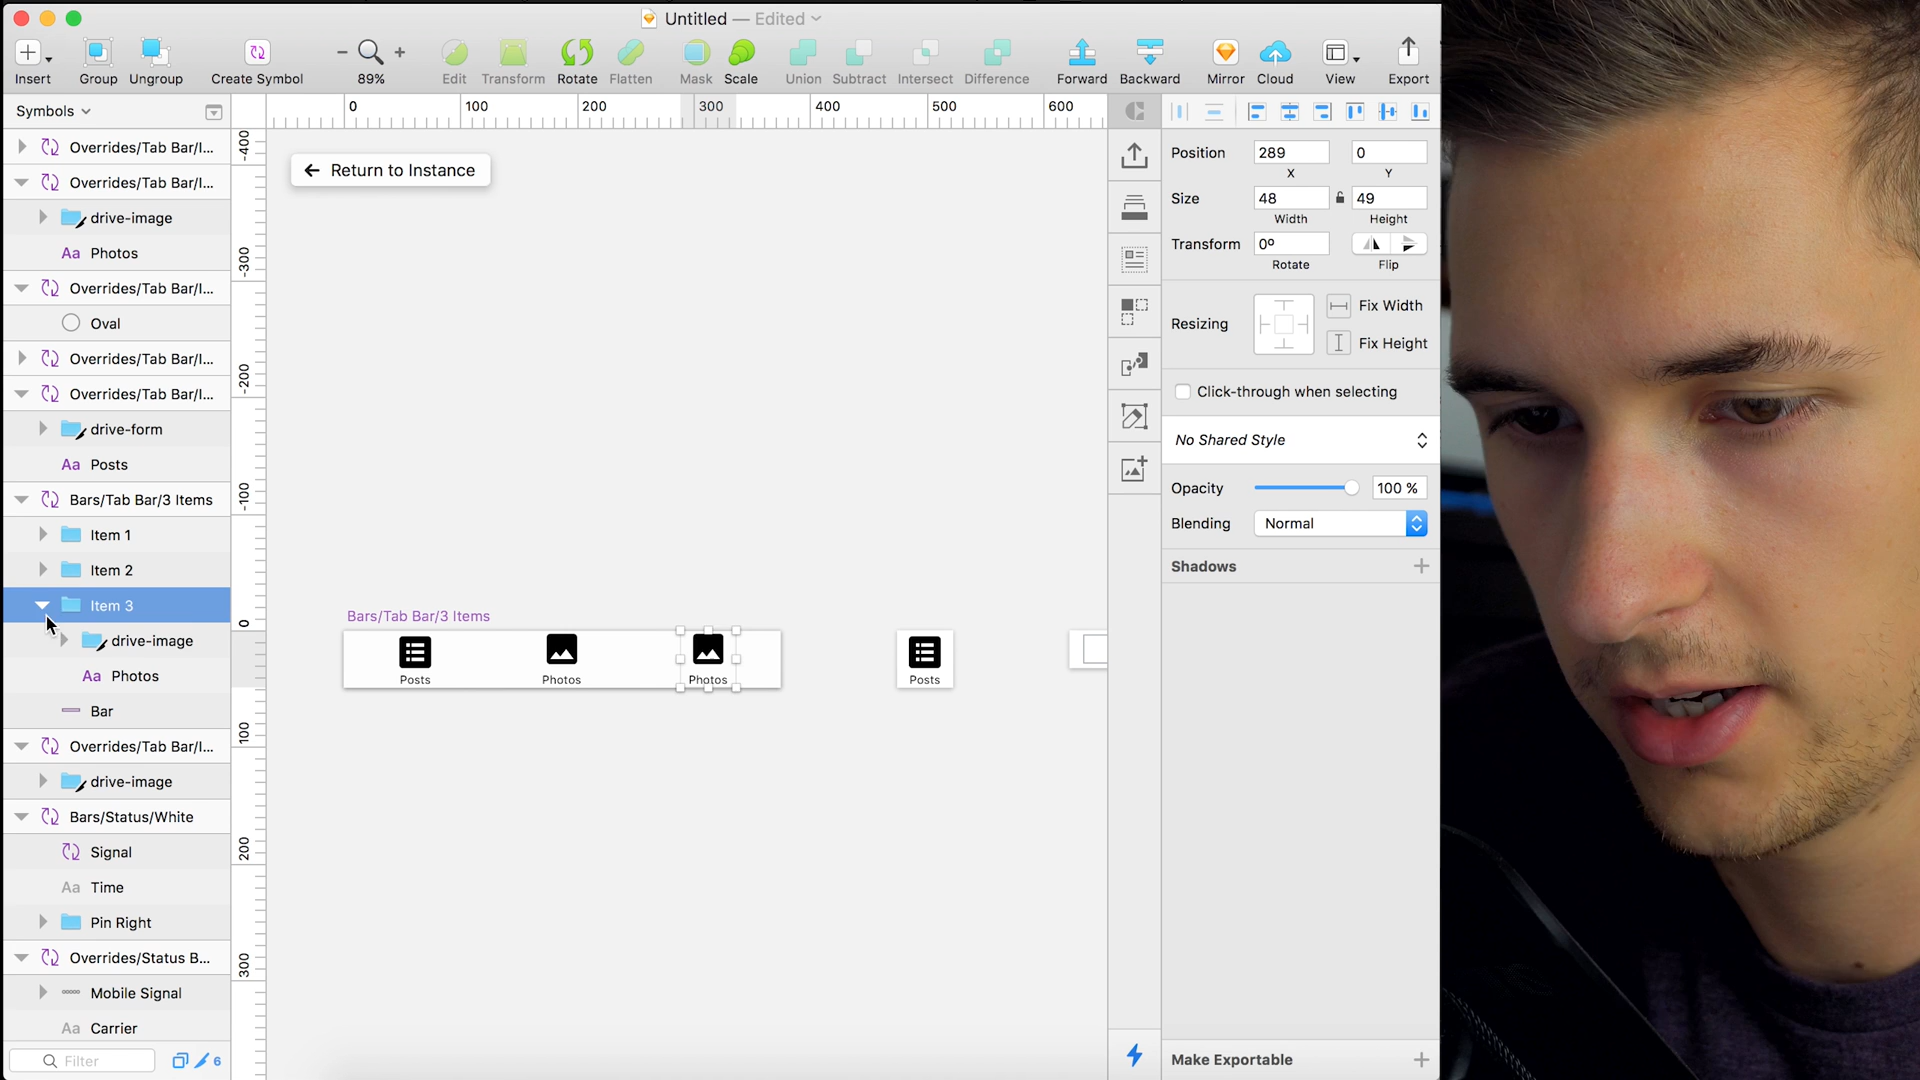 Untitled — Edited
Insert
Group
Ungroup
Create Symbol
89%
Edit
Transform
Rotate
Flatten
Mask
Scale
Union
Subtract
Intersect
Difference
Forward
Backward
Mirror
Cloud
View
Export
Symbols
0
100
200
300
400
500
600
-400
-300
-200
-100
0
100
200
300
Overrides/Tab Bar/I...
Overrides/Tab Bar/I...
drive-image
Aa Photos
Overrides/Tab Bar/I...
Oval
Overrides/Tab Bar/I...
Overrides/Tab Bar/I...
drive-form
Aa Posts
Bars/Tab Bar/3 Items
Item 1
Item 2
Item 3
drive-image
Aa Photos
Bar
Overrides/Tab Bar/I...
drive-image
Bars/Status/White
Signal
Aa Time
Pin Right
Overrides/Status B...
Mobile Signal
Aa Carrier
Filter
6
Return to Instance
Bars/Tab Bar/3 Items
Posts
Photos
Photos
Posts
Position
289
0
X
Y
Size
48
49
Width
Height
Transform
0º
Rotate
Flip
Resizing
Fix Width
Fix Height
Click-through when selecting
No Shared Style
Opacity
100 %
Blending
Normal
Shadows
Make Exportable